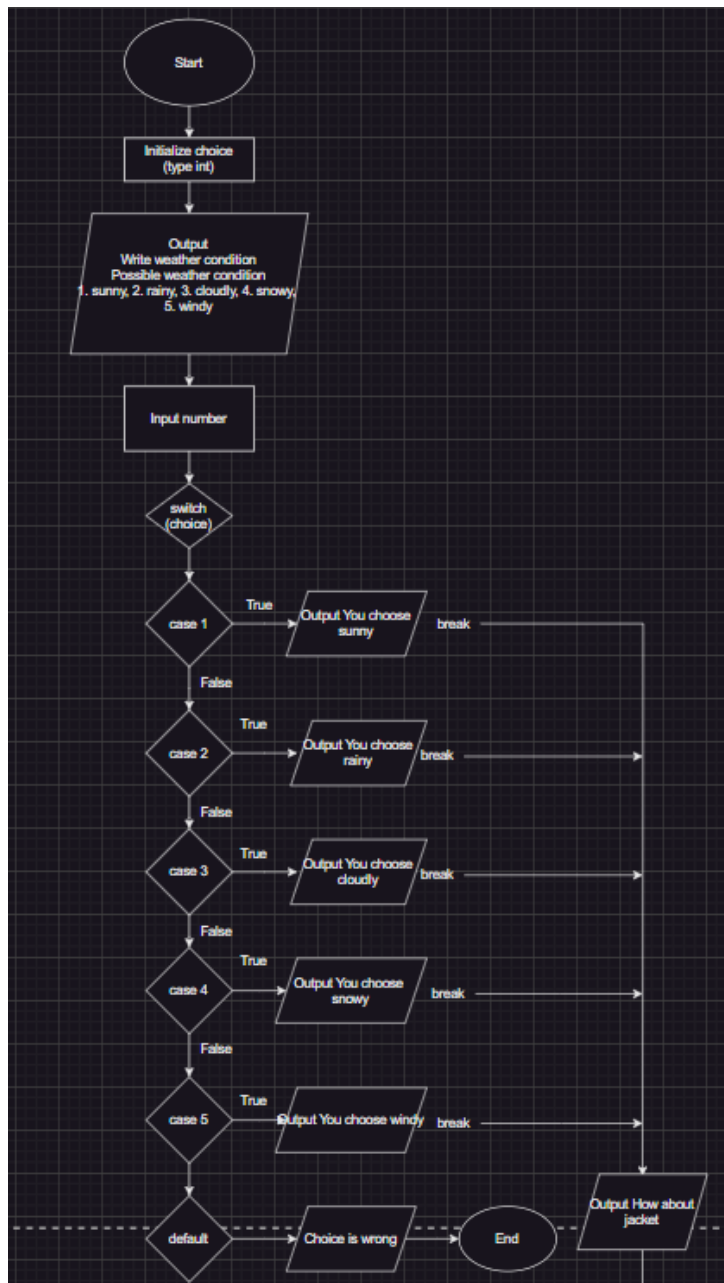 Start
Initialize choice
(type int)
Output
Write weather condition
Possible weather condition
1. sunny, 2. rainy, 3. cloudly, 4. snowy,
5. windy
Input number
switch
(choice)
case 1
True
Output You choose
sunny
break
False
case 2
True
Output You choose
rainy
break
False
case 3
True
Output You choose
cloudly
break
False
case 4
True
Output You choose
snowy
break
False
case 5
True
Output You choose windy
break
Output How about
jacket
default
Choice is wrong
End